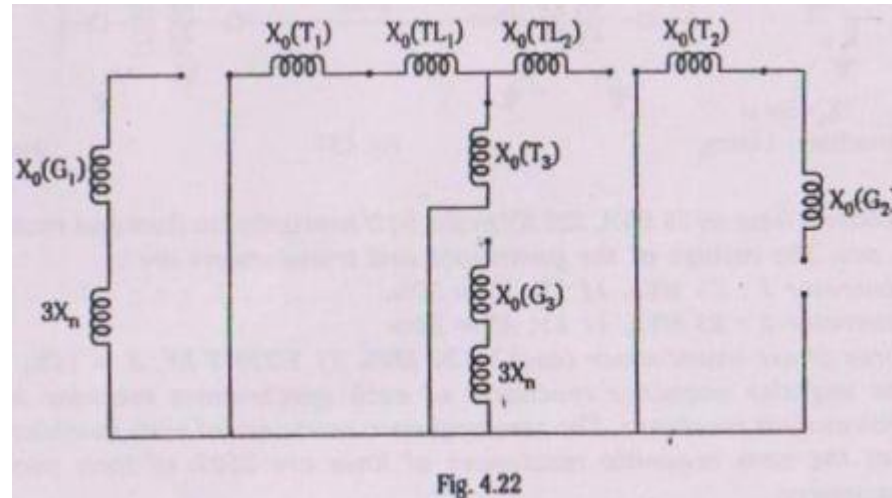 X₀(T₁) X₀(TL₁) X₀(TL₂) X₀(T₂)
X₀(G₁) X₀(T₃) X₀(G₂)
3Xₙ X₀(G₃)
3Xₙ
Fig. 4.22